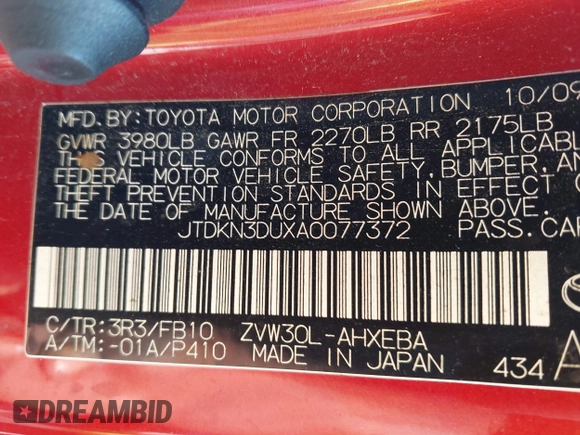 MFD. BY: TOYOTA MOTOR CORPORATION 10/09
GVWR 3980LB GAWR FR 2270LB RR 2175LB
THIS VEHICLE CONFORMS TO ALL APPLICABL
FEDERAL MOTOR VEHICLE SAFETY, BUMPER, AN
THEFT PREVENTION STANDARDS IN EFFECT O
THE DATE OF MANUFACTURE SHOWN ABOVE.
JTDKN3DUXA0077372 PASS. CAR
C/TR: 3R3/FB10 ZVW30L-AHXEBA
A/TM: -01A/P410 MADE IN JAPAN 434 A
DREAMBID